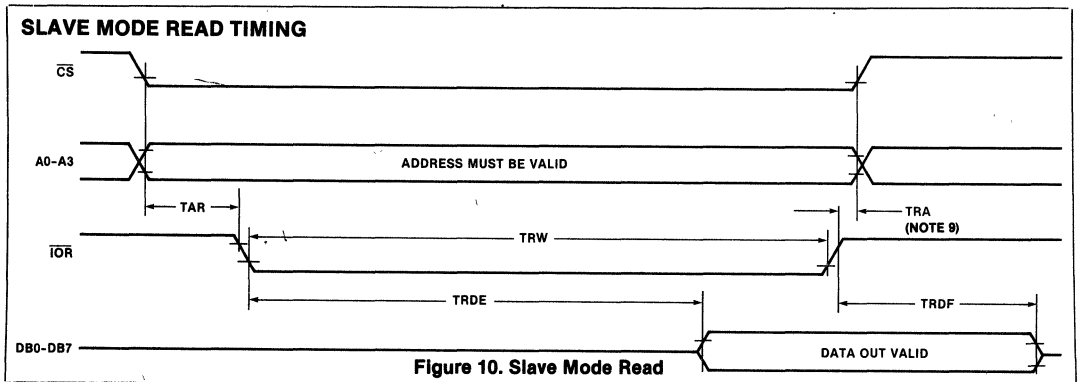 SLAVE MODE READ TIMING
CS
A0-A3
ADDRESS MUST BE VALID
TAR
TRA
(NOTE 9)
TRW
IOR
TRDE
TRDF
DB0-DB7
DATA OUT VALID
Figure 10. Slave Mode Read